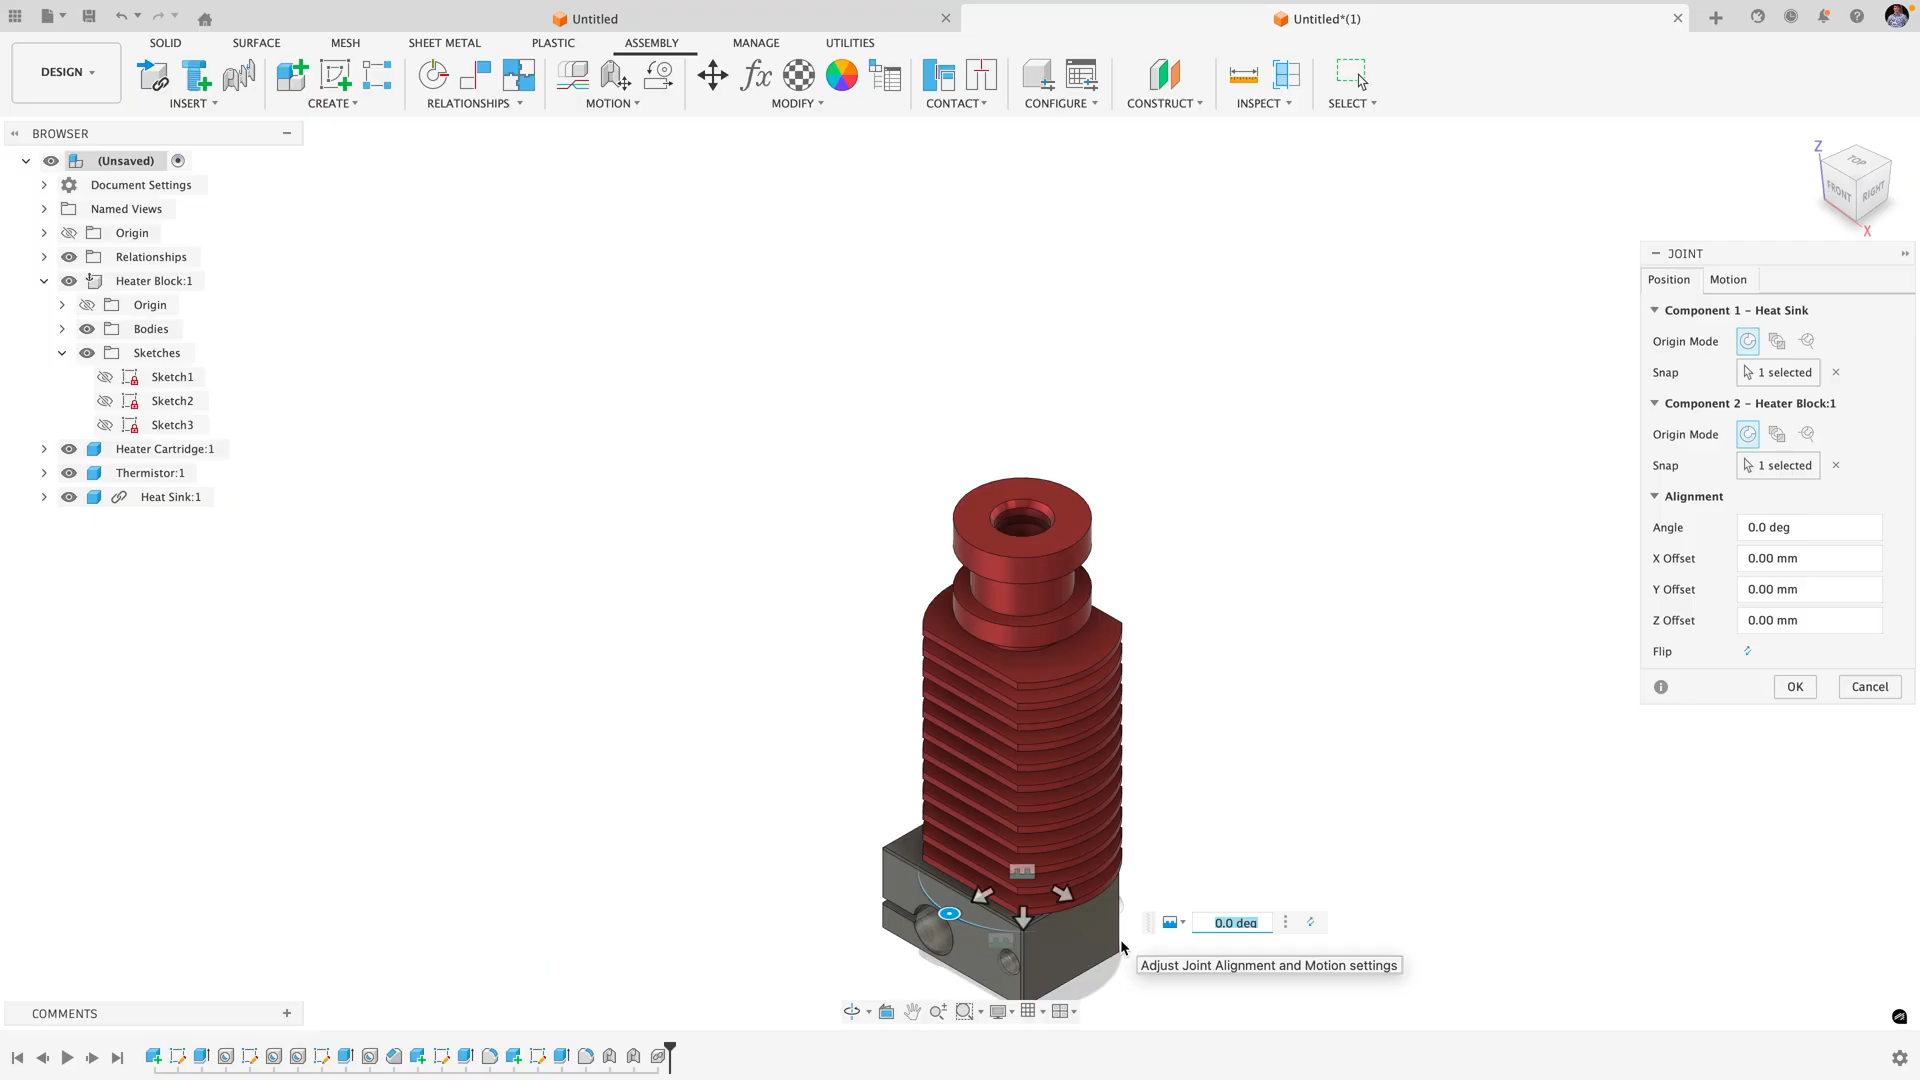 Untitled
Untitled*(1)
DESIGN
SOLID
SURFACE
MESH
SHEET METAL
PLASTIC
ASSEMBLY
MANAGE
UTILITIES
INSERT
CREATE
RELATIONSHIPS
MOTION
MODIFY
CONTACT
CONFIGURE
CONSTRUCT
INSPECT
SELECT
BROWSER
(Unsaved)
Document Settings
Named Views
Origin
Relationships
Heater Block:1
Origin
Bodies
Sketches
Sketch1
Sketch2
Sketch3
Heater Cartridge:1
Thermistor:1
Heat Sink:1
Z
TOP
FRONT
RIGHT
X
JOINT
Position
Motion
Component 1 – Heat Sink
Origin Mode
Snap
1 selected
Component 2 – Heater Block:1
Origin Mode
Snap
1 selected
Alignment
Angle
0.0 deg
X Offset
0.00 mm
Y Offset
0.00 mm
Z Offset
0.00 mm
Flip
OK
Cancel
0.0 deg
Adjust Joint Alignment and Motion settings
COMMENTS